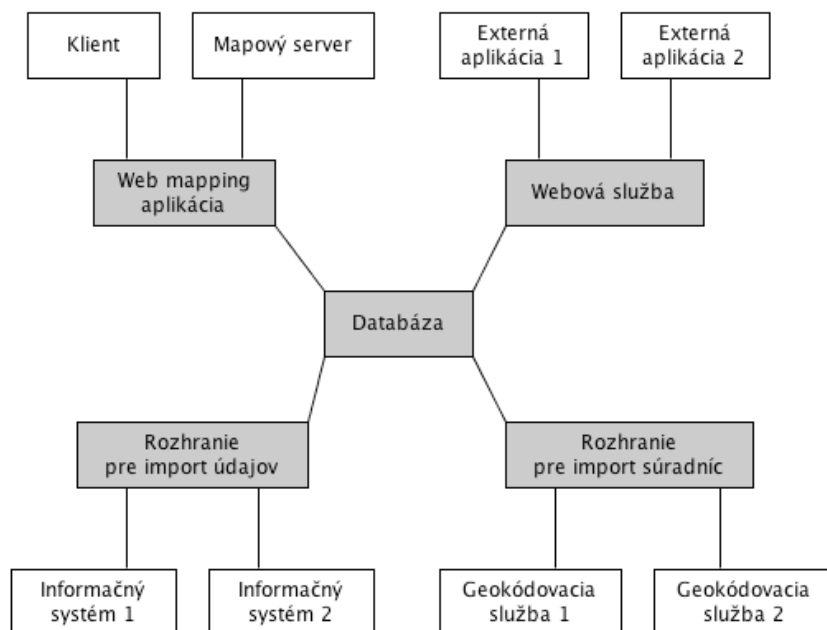 Klient
Mapový server
Externá
aplikácia 1
Externá
aplikácia 2
Web mapping
aplikácia
Webová služba
Databáza
Rozhranie
pre import údajov
Rozhranie
pre import súradníc
Informačný
systém 1
Informačný
systém 2
Geokódovacia
služba 1
Geokódovacia
služba 2